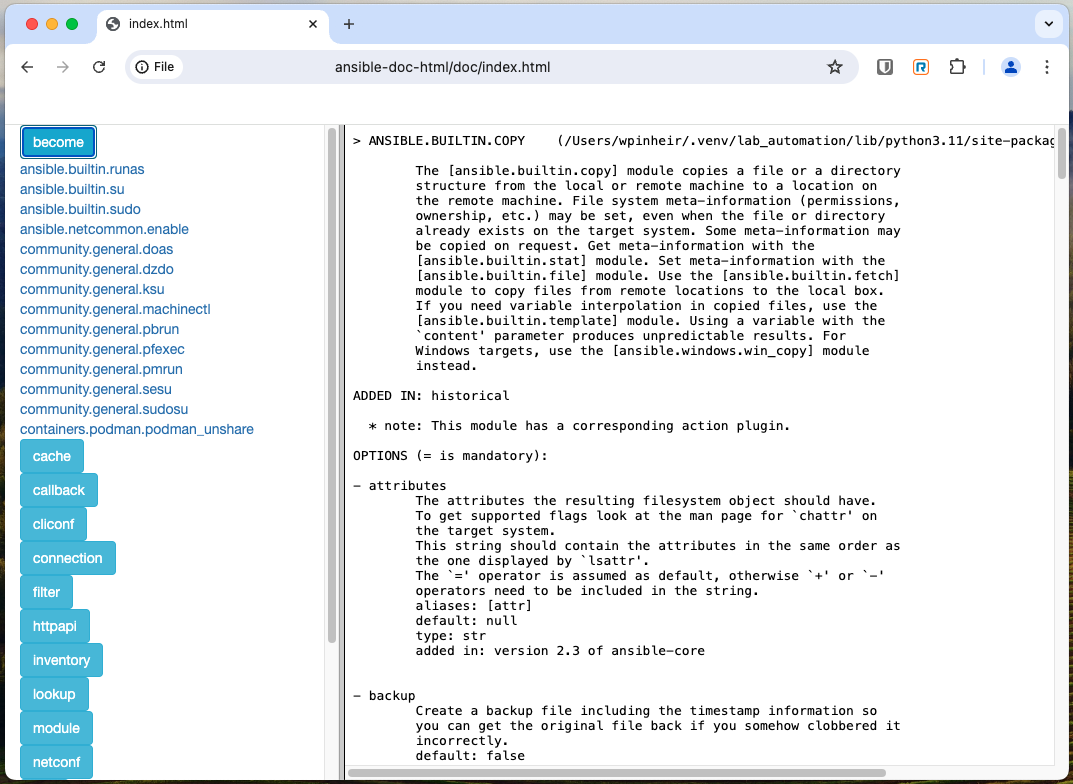 index.html
File
ansible-doc-html/doc/index.html
become
ansible.builtin.runas
ansible.builtin.su
ansible.builtin.sudo
ansible.netcommon.enable
community.general.doas
community.general.dzdo
community.general.ksu
community.general.machinectl
community.general.pbrun
community.general.pfexec
community.general.pmrun
community.general.sesu
community.general.sudosu
containers.podman.podman_unshare
cache
callback
cliconf
connection
filter
httpapi
inventory
lookup
module
netconf
> ANSIBLE.BUILTIN.COPY    (/Users/wpinheir/.venv/lab_automation/lib/python3.11/site-packag
The [ansible.builtin.copy] module copies a file or a directory
structure from the local or remote machine to a location on
the remote machine. File system meta-information (permissions,
ownership, etc.) may be set, even when the file or directory
already exists on the target system. Some meta-information may
be copied on request. Get meta-information with the
[ansible.builtin.stat] module. Set meta-information with the
[ansible.builtin.file] module. Use the [ansible.builtin.fetch]
module to copy files from remote locations to the local box.
If you need variable interpolation in copied files, use the
[ansible.builtin.template] module. Using a variable with the
`content' parameter produces unpredictable results. For
Windows targets, use the [ansible.windows.win_copy] module
instead.
ADDED IN: historical
* note: This module has a corresponding action plugin.
OPTIONS (= is mandatory):
- attributes
The attributes the resulting filesystem object should have.
To get supported flags look at the man page for `chattr' on
the target system.
This string should contain the attributes in the same order as
the one displayed by `lsattr'.
The `=' operator is assumed as default, otherwise `+' or `-'
operators need to be included in the string.
aliases: [attr]
default: null
type: str
added in: version 2.3 of ansible-core
- backup
Create a backup file including the timestamp information so
you can get the original file back if you somehow clobbered it
incorrectly.
default: false